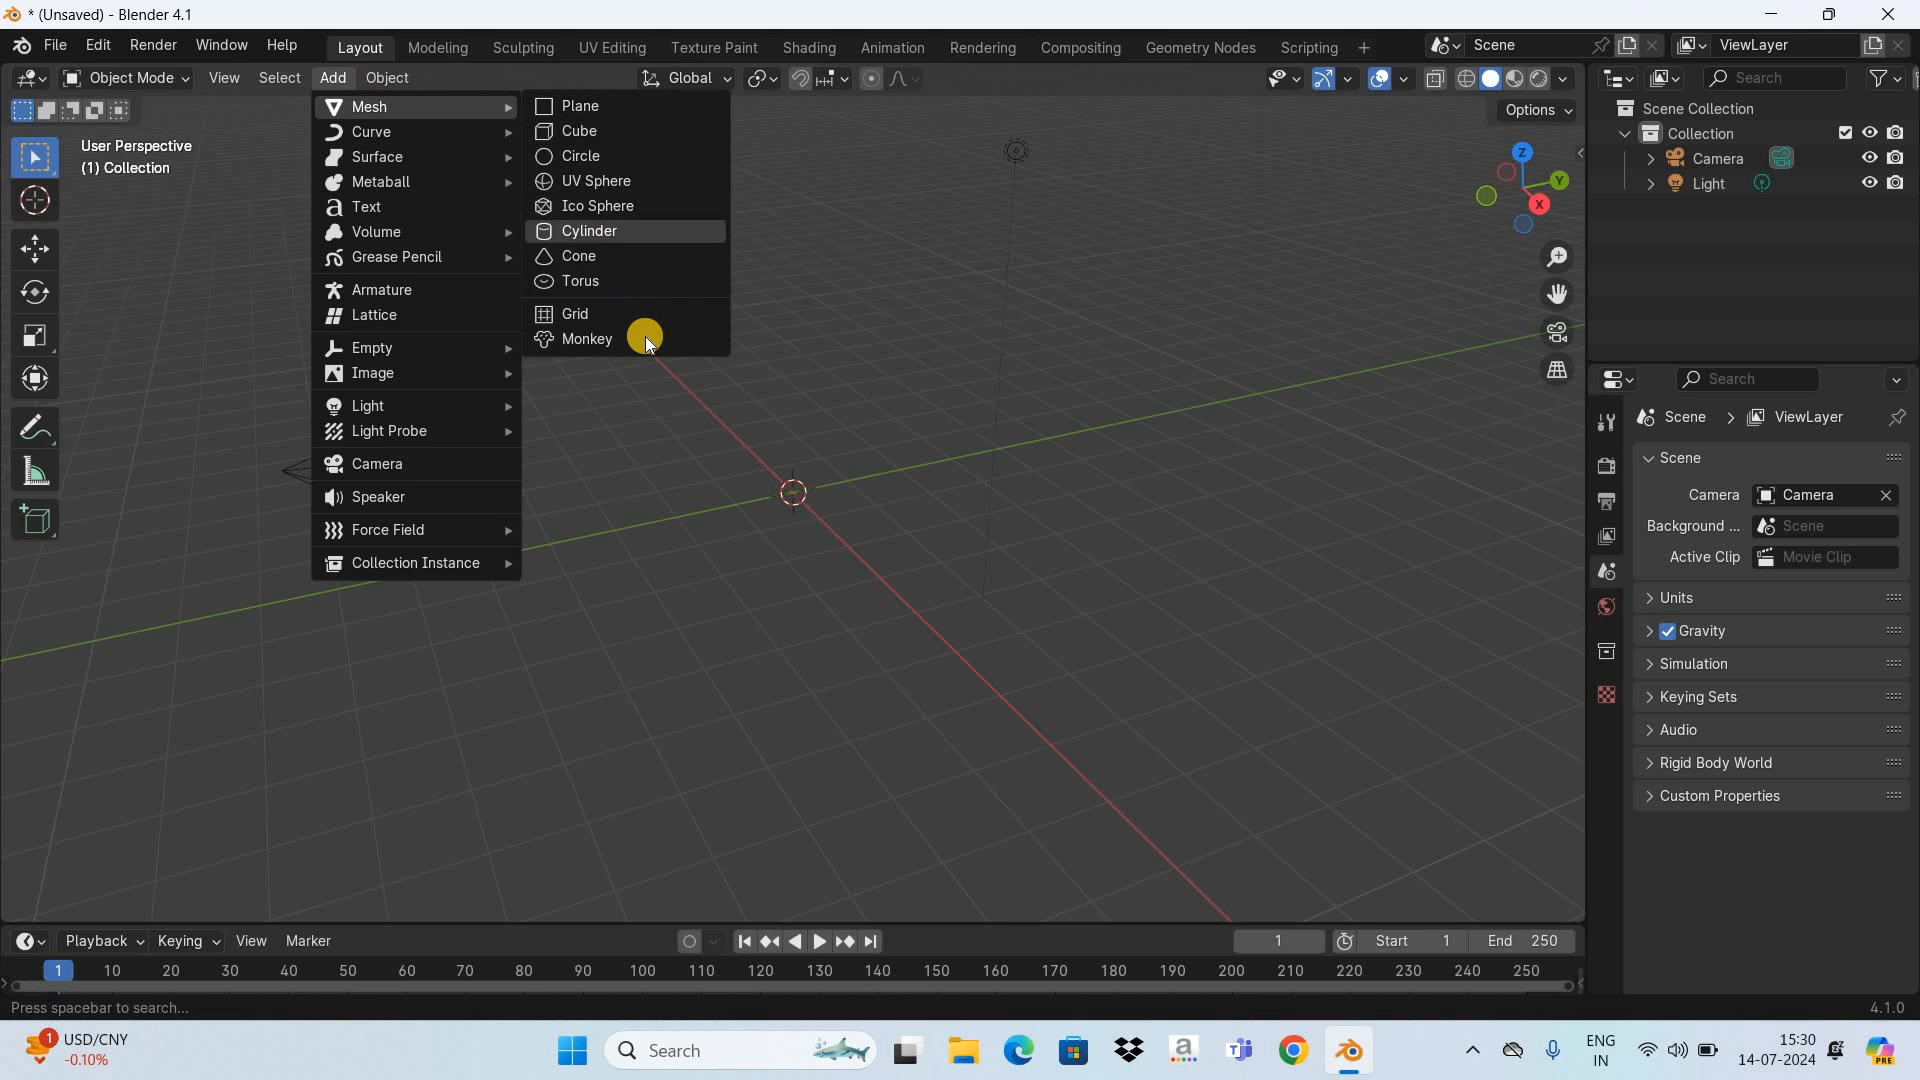 * (Unsaved) - Blender 4.1
File Edit Render Window Help Layout Modeling Sculpting UV Editing Texture Paint Shading Animation Rendering Compositing Geometry Nodes Scripting + Scene ViewLayer
Object Mode View Select Add Object Global Search
Options
User Perspective
(1) Collection
Mesh
Curve
Surface
Metaball
Text
Volume
Grease Pencil
Armature
Lattice
Empty
Image
Light
Light Probe
Camera
Speaker
Force Field
Collection Instance
Plane
Cube
Circle
UV Sphere
Ico Sphere
Cylinder
Cone
Torus
Grid
Monkey
Z
Y
X
Scene Collection
Collection
Camera
Light
Search
Scene > ViewLayer
Scene
Camera Camera
Background ... Scene
Active Clip Movie Clip
Units
Gravity
Simulation
Keying Sets
Audio
Rigid Body World
Custom Properties
Playback Keying View Marker 1 Start 1 End 250
1 10 20 30 40 50 60 70 80 90 100 110 120 130 140 150 160 170 180 190 200 210 220 230 240 250
Press spacebar to search... 4.1.0
1 USD/CNY
-0.10%
Search
a
ENG
IN
15:30
14-07-2024
PRE